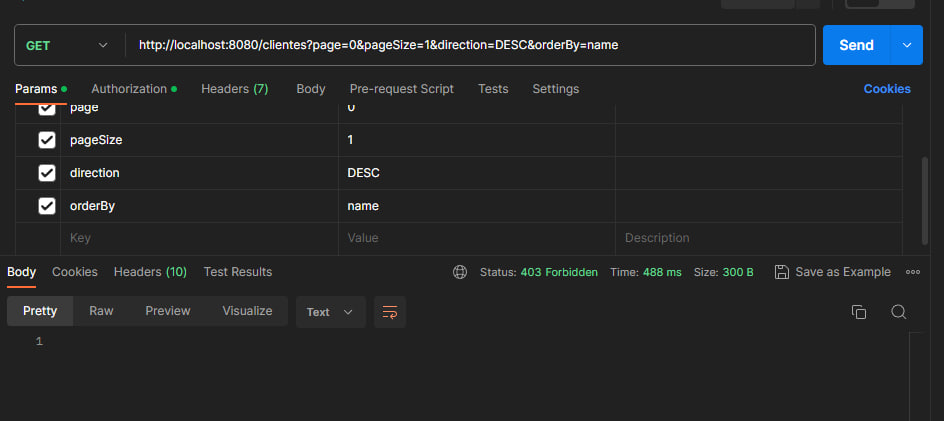 GET http://localhost:8080/clientes?page=0&pageSize=1&direction=DESC&orderBy=name Send
Params Authorization Headers (7) Body Pre-request Script Tests Settings Cookies
page 0
pageSize 1
direction DESC
orderBy name
Key Value Description
Body Cookies Headers (10) Test Results Status: 403 Forbidden Time: 488 ms Size: 300 B Save as Example
Pretty Raw Preview Visualize Text
1